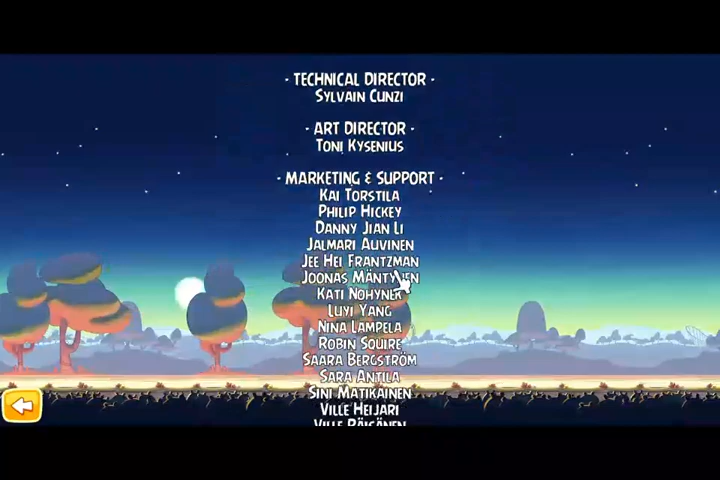 - TECHNICAL DIRECTOR -
SYLVAIN CUNZI
- ART DIRECTOR -
TONI KYSENIUS
- MARKETING & SUPPORT -
KAI TORSTILA
PHILIP HICKEY
DANNY JIAN LI
JALMARI AUVINEN
JEE HEI FRANTZMAN
JOONAS MÄNTYNEN
KATI NOHYNEK
LUYI YANG
NINA LAMPELA
ROBIN SQUIRE
SAARA BERGSTRÖM
SARA ANTILA
SINI MATIKAINEN
VILLE HEIJARI
VILLE